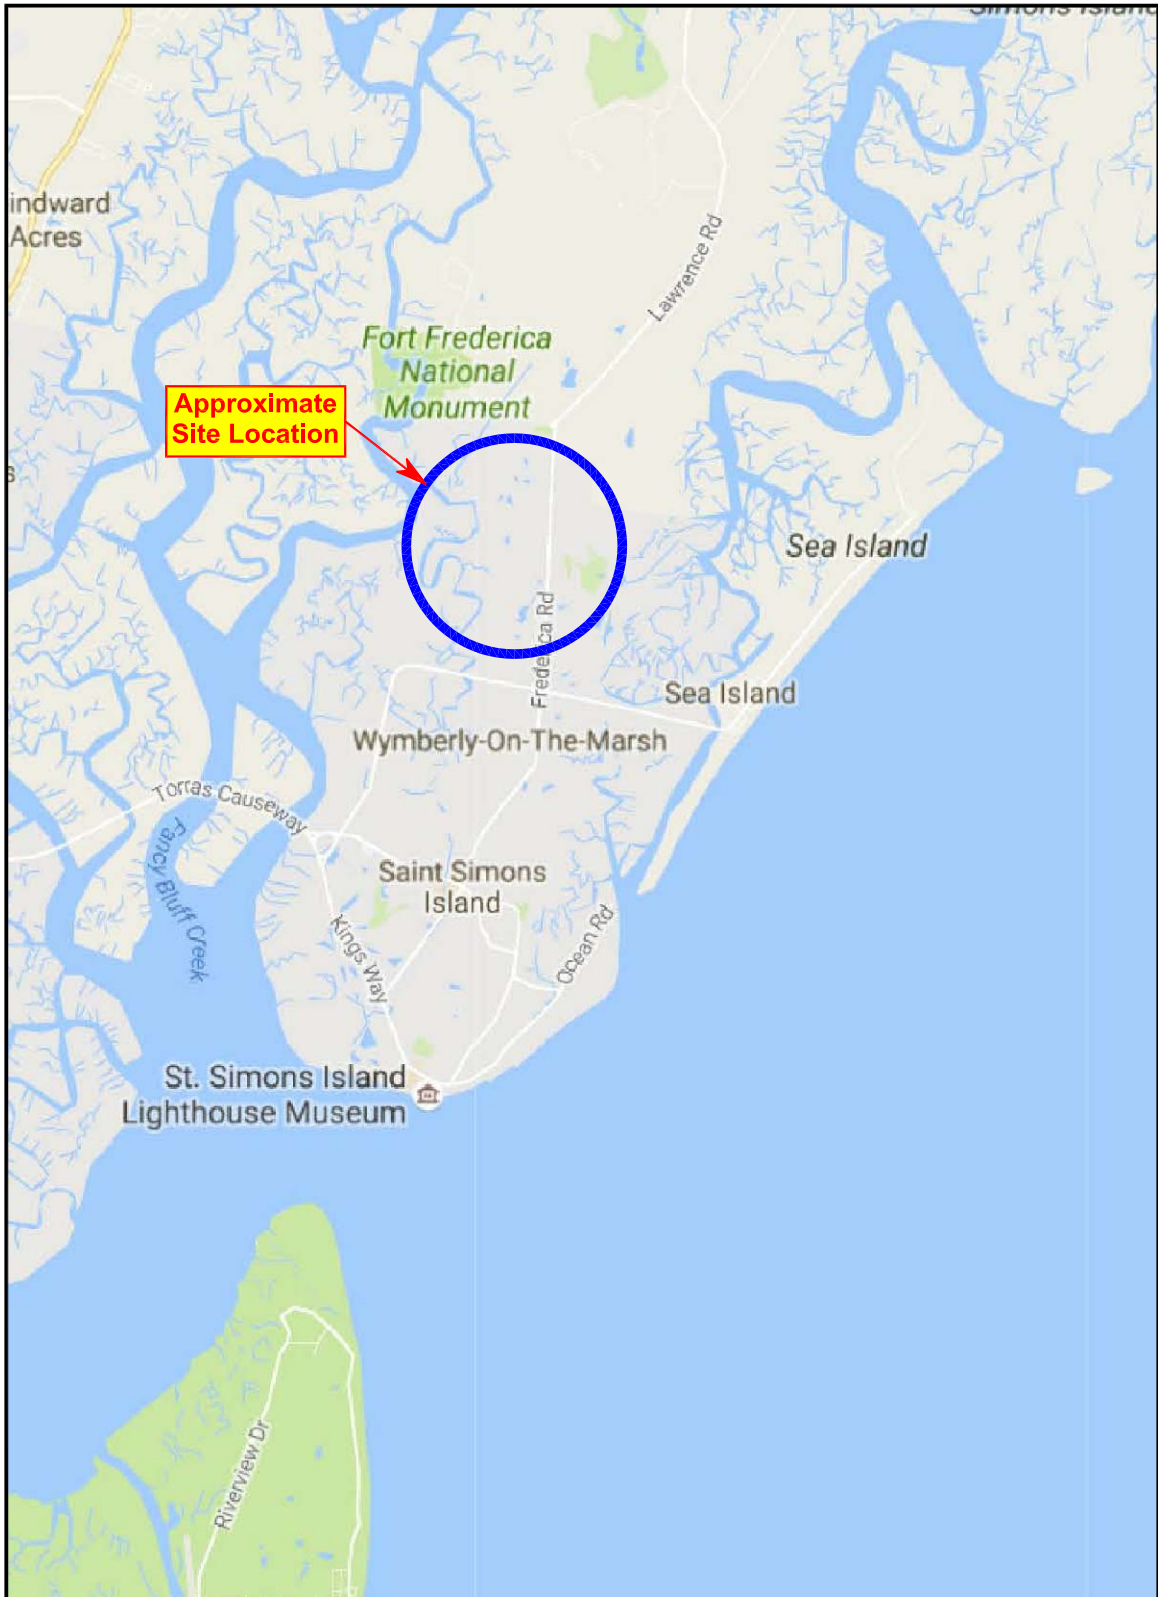 Simons Island
indward
Acres
Lawrence Rd
Fort Frederica
National
Monument
Approximate
Site Location
s
Sea Island
Frederica Rd
Sea Island
Wymberly-On-The-Marsh
Torras Causeway
Fancy Bluff Creek
Saint Simons
Island
Kings Way
Ocean Rd
St. Simons Island
Lighthouse Museum
Riverview Dr